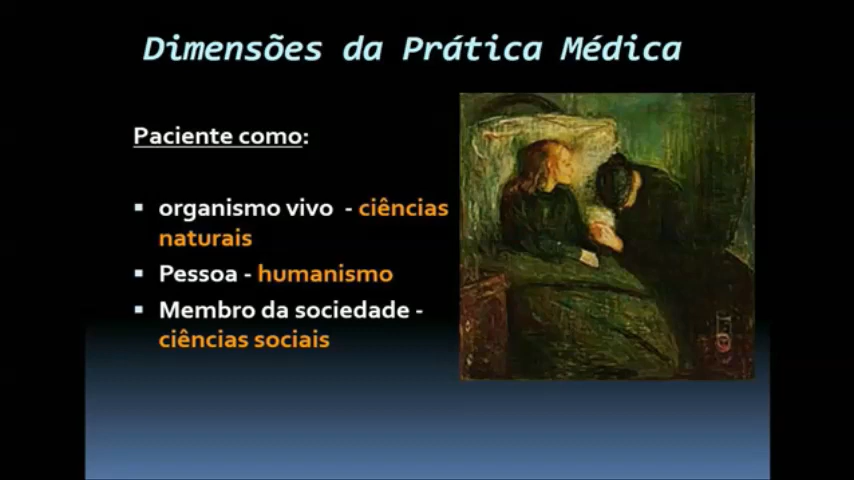 Dimensões da Prática Médica
Paciente como:
▪ organismo vivo - ciências
naturais
▪ Pessoa - humanismo
▪ Membro da sociedade -
ciências sociais